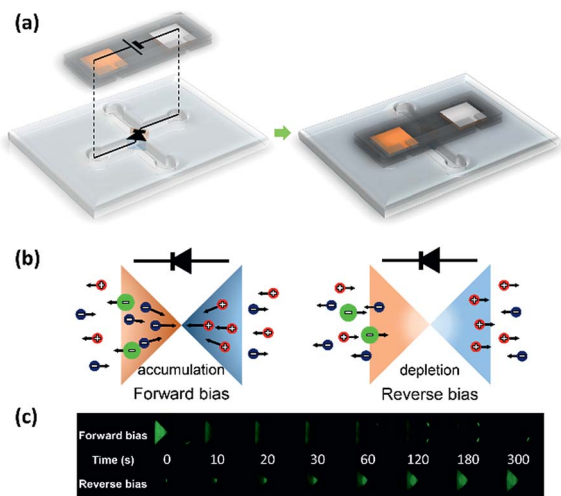 (a)
(b)
accumulation
depletion
Forward bias
Reverse bias
(c)
Forward bias
Time (s) 0 10 20 30 60 120 180 300
Reverse bias